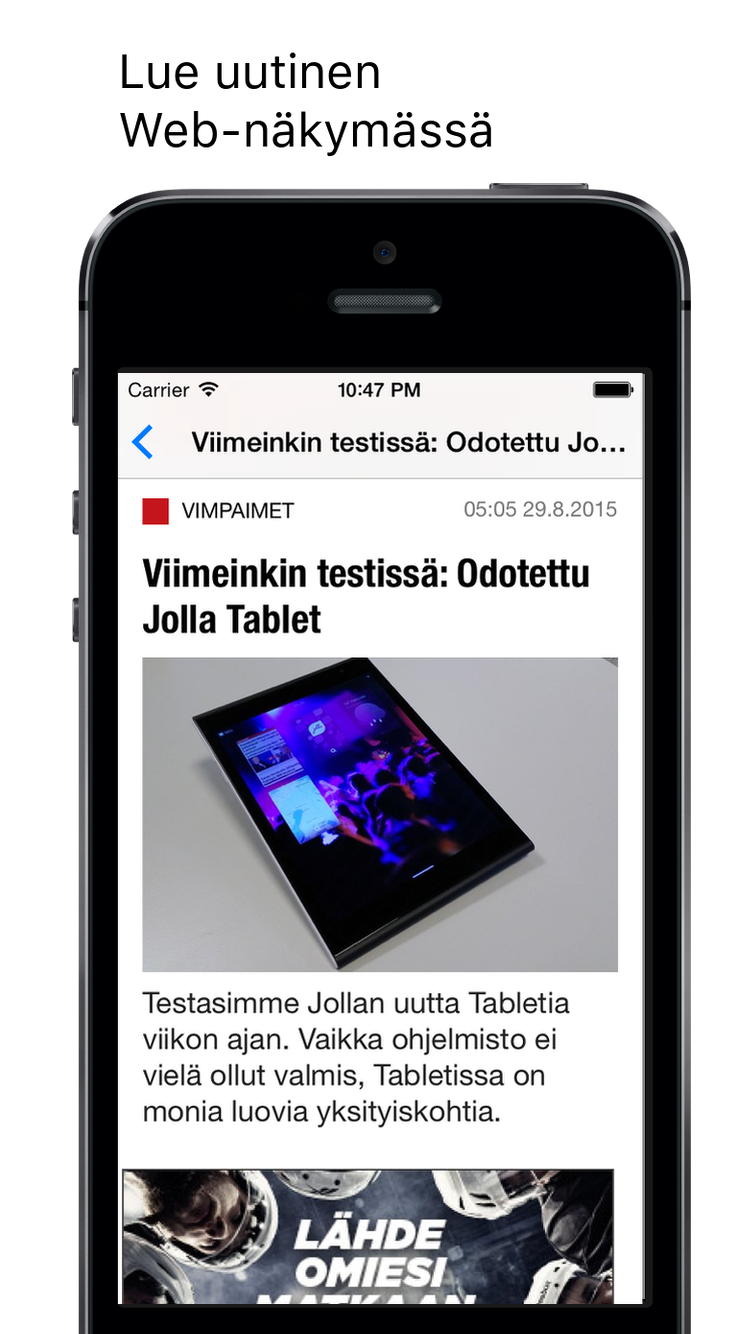 Lue uutinen
Web-näkymässä
Carrier 10:47 PM
Viimeinkin testissä: Odotettu Jo...
VIMPAIMET 05:05 29.8.2015
Viimeinkin testissä: Odotettu
Jolla Tablet
Testasimme Jollan uutta Tabletia
viikon ajan. Vaikka ohjelmisto ei
vielä ollut valmis, Tabletissa on
monia luovia yksityiskohtia.
LÄHDE
OMIESI
MATKAAN